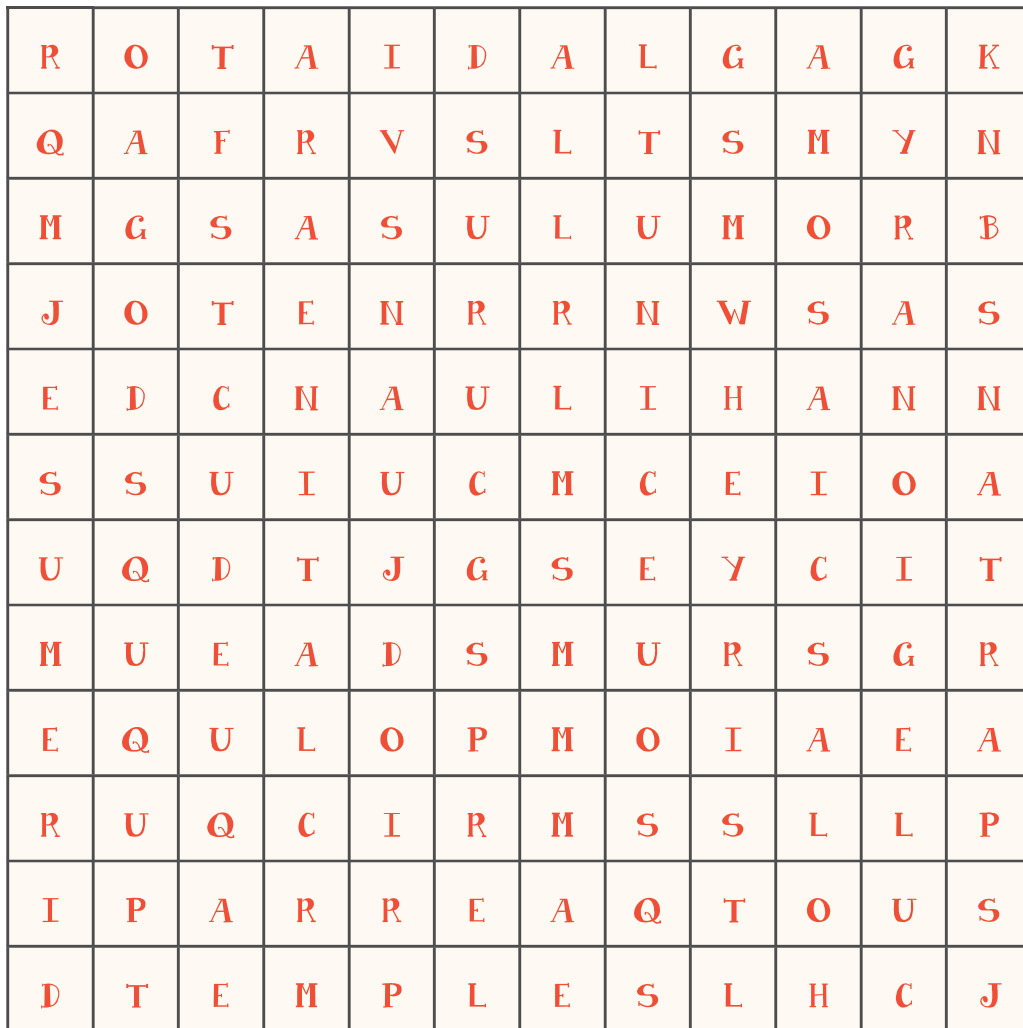 R O T A I D A L G A G K
Q A F R V S L T S M Y N
M G S A S U L U M O R B
J O T E N R R N W S A S
E D C N A U L I H A N N
S S U I U C M C E I O A
U Q D T J G S E Y C I T
M U E A D S M U R S G R
E Q U L O P M O I A E A
R U Q C I R M S S L L P
I P A R R E A Q T O U S
D T E M P L E S L H C J